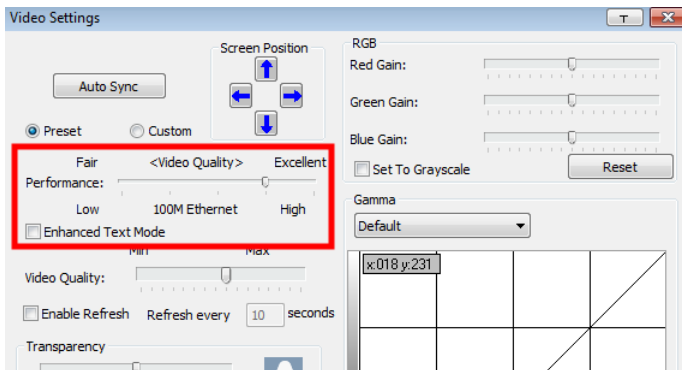 Video Settings
T
Screen Position
Auto Sync
Preset
Custom
Fair <Video Quality> Excellent
Performance:
Low 100M Ethernet High
Enhanced Text Mode
Min Max
Video Quality:
Enable Refresh Refresh every 10 seconds
Transparency
RGB
Red Gain:
Green Gain:
Blue Gain:
Set To Grayscale
Reset
Gamma
Default
x:018 y:231